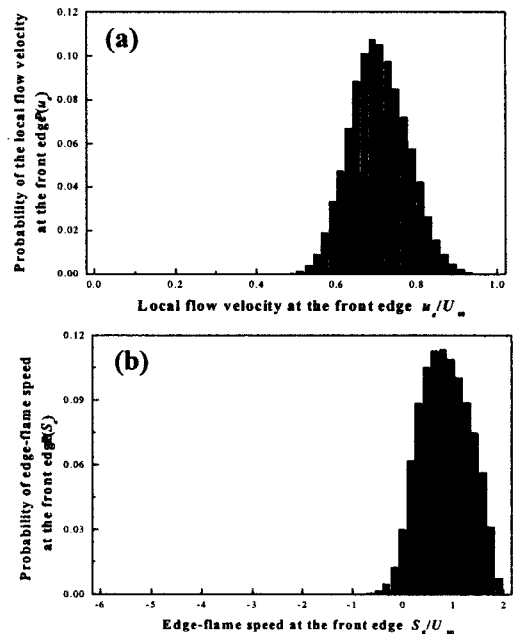 (a)
Probability of the local flow velocity
at the front edge P(uₑ)
0.12
0.10
0.08
0.06
0.04
0.02
0.00
0.0 0.2 0.4 0.6 0.8 1.0
Local flow velocity at the front edge uₑ/U∞
(b)
Probability of edge-flame speed
at the front edge P(Sₑ)
0.12
0.09
0.06
0.03
0.00
-6 -5 -4 -3 -2 -1 0 1 2
Edge-flame speed at the front edge Sₑ/U∞